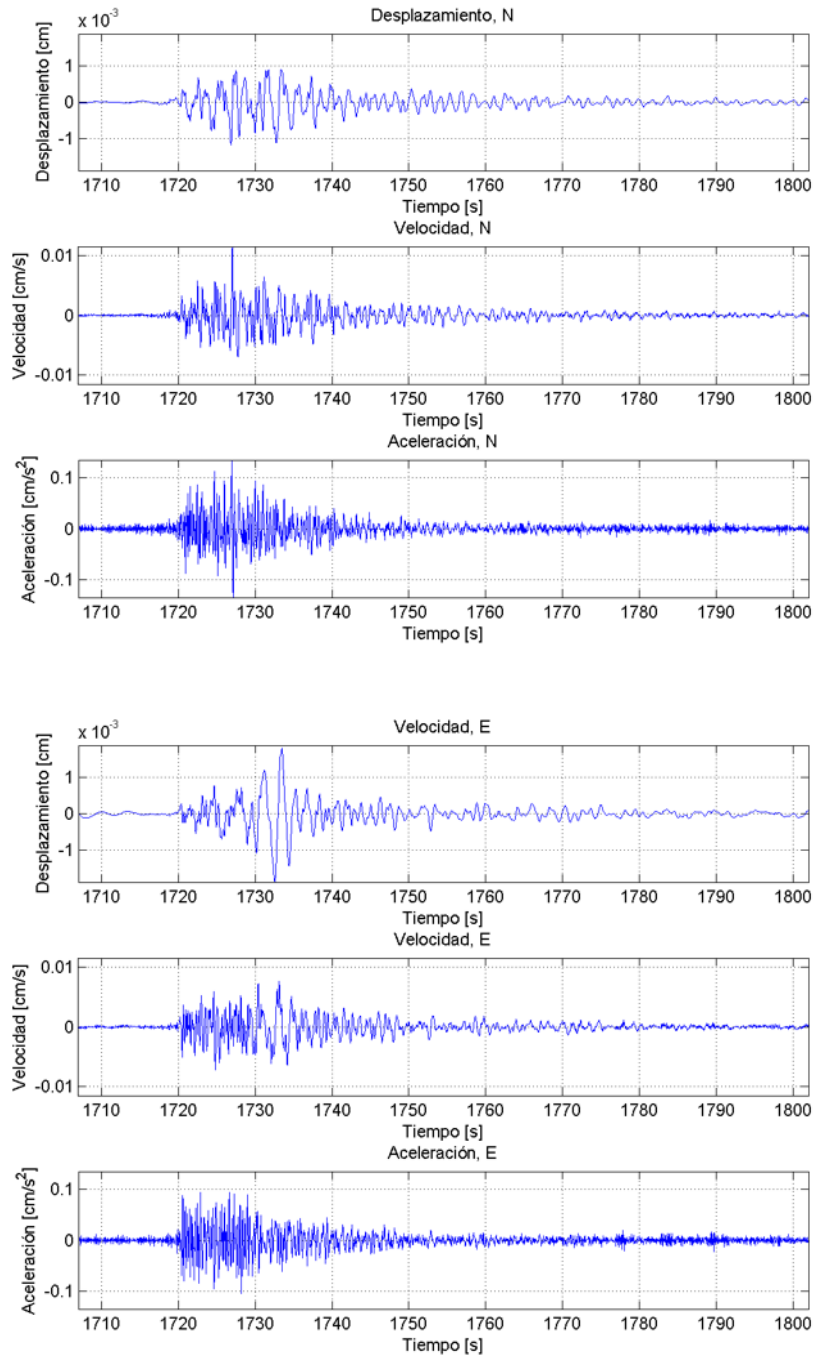 x 10-3
Desplazamiento, N
Desplazamiento [cm]
1
0
-1
1710 1720 1730 1740 1750 1760 1770 1780 1790 1800
Tiempo [s]
Velocidad, N
Velocidad [cm/s]
0.01
0
-0.01
1710 1720 1730 1740 1750 1760 1770 1780 1790 1800
Tiempo [s]
Aceleración, N
Aceleración [cm/s2]
0.1
0
-0.1
1710 1720 1730 1740 1750 1760 1770 1780 1790 1800
Tiempo [s]
x 10-3
Velocidad, E
Desplazamiento [cm]
1
0
-1
1710 1720 1730 1740 1750 1760 1770 1780 1790 1800
Tiempo [s]
Velocidad, E
Velocidad [cm/s]
0.01
0
-0.01
1710 1720 1730 1740 1750 1760 1770 1780 1790 1800
Tiempo [s]
Aceleración, E
Aceleración [cm/s2]
0.1
0
-0.1
1710 1720 1730 1740 1750 1760 1770 1780 1790 1800
Tiempo [s]